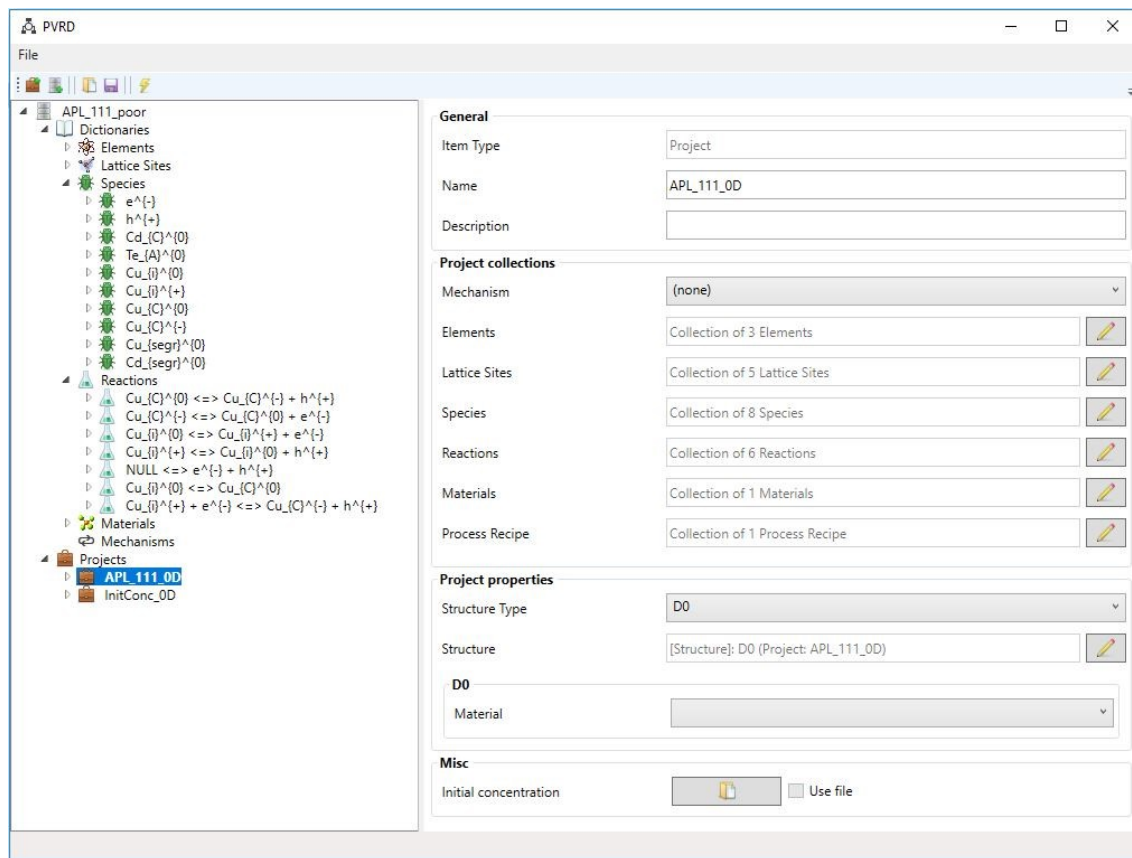 PVRD
File
APL_111_poor
Dictionaries
Elements
Lattice Sites
Species
e^{-}
h^{+}
Cd_{C}^{0}
Te_{A}^{0}
Cu_{i}^{0}
Cu_{i}^{+}
Cu_{C}^{0}
Cu_{C}^{-}
Cu_{segr}^{0}
Cd_{segr}^{0}
Reactions
Cu_{C}^{0} <=> Cu_{C}^{-} + h^{+}
Cu_{C}^{-} <=> Cu_{C}^{0} + e^{-}
Cu_{i}^{0} <=> Cu_{i}^{+} + e^{-}
Cu_{i}^{+} <=> Cu_{i}^{0} + h^{+}
NULL <=> e^{-} + h^{+}
Cu_{i}^{0} <=> Cu_{C}^{0}
Cu_{i}^{+} + e^{-} <=> Cu_{C}^{-} + h^{+}
Materials
Mechanisms
Projects
APL_111_0D
InitConc_0D
General
Item Type Project
Name APL_111_0D
Description
Project collections
Mechanism (none)
Elements Collection of 3 Elements
Lattice Sites Collection of 5 Lattice Sites
Species Collection of 8 Species
Reactions Collection of 6 Reactions
Materials Collection of 1 Materials
Process Recipe Collection of 1 Process Recipe
Project properties
Structure Type D0
Structure [Structure]: D0 (Project: APL_111_0D)
D0
Material
Misc
Initial concentration Use file